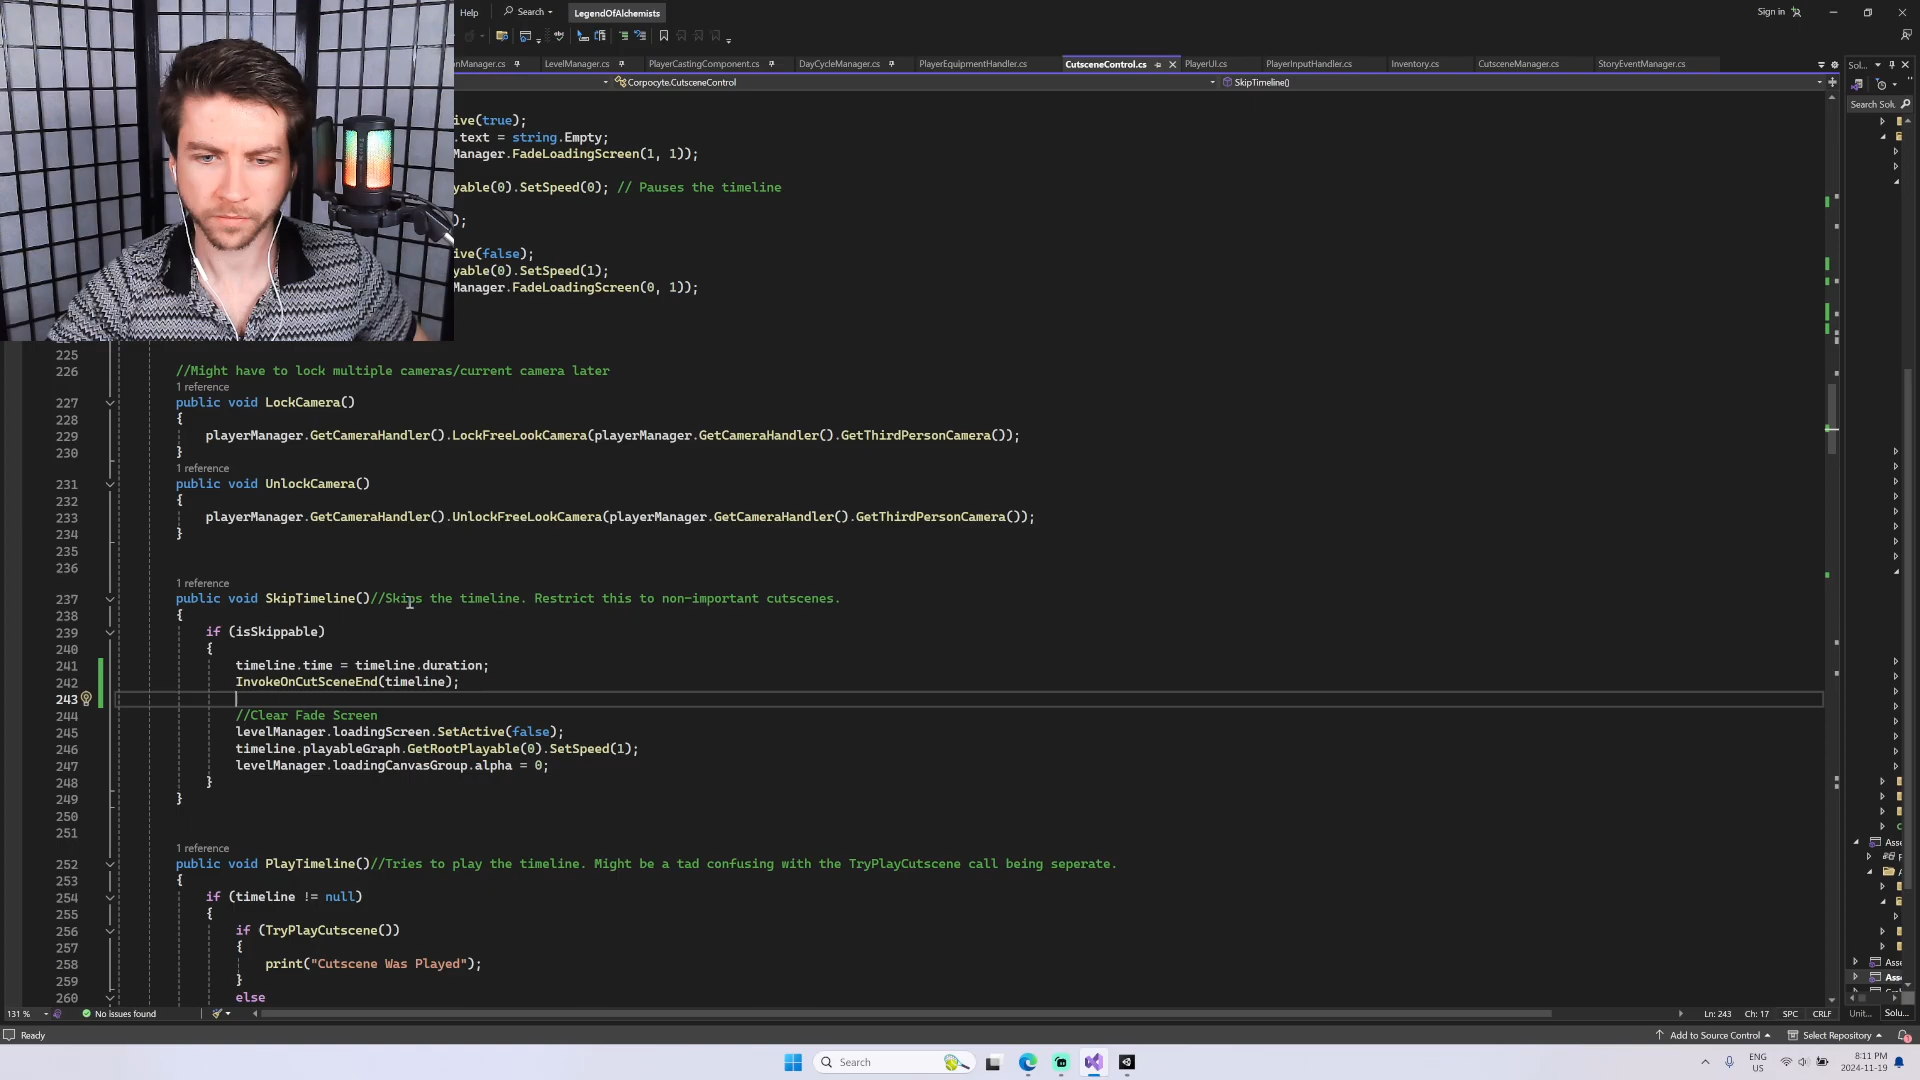 Help Search LegendOfAlchemists Sign in
nManager.cs LevelManager.cs PlayerCastingComponent.cs DayCycleManager.cs PlayerEquipmentHandler.cs CutsceneControl.cs PlayerUI.cs PlayerInputHandler.cs Inventory.cs CutsceneManager.cs StoryEventManager.cs Sol...
Corpocyte.CutsceneControl SkipTimeline()
Search Solu
ive(true);
.text = string.Empty;
Manager.FadeLoadingScreen(1, 1));
yable(0).SetSpeed(0); // Pauses the timeline
);
ive(false);
yable(0).SetSpeed(1);
Manager.FadeLoadingScreen(0, 1));
225
226 //Might have to lock multiple cameras/current camera later
1 reference
227 public void LockCamera()
228 {
229 playerManager.GetCameraHandler().LockFreeLookCamera(playerManager.GetCameraHandler().GetThirdPersonCamera());
230 }
1 reference
231 public void UnlockCamera()
232 {
233 playerManager.GetCameraHandler().UnlockFreeLookCamera(playerManager.GetCameraHandler().GetThirdPersonCamera());
234 }
235
236
1 reference
237 public void SkipTimeline()//Skips the timeline. Restrict this to non-important cutscenes.
238 {
239 if (isSkippable)
240 {
241 timeline.time = timeline.duration;
242 InvokeOnCutSceneEnd(timeline);
243
244 //Clear Fade Screen
245 levelManager.loadingScreen.SetActive(false);
246 timeline.playableGraph.GetRootPlayable(0).SetSpeed(1);
247 levelManager.loadingCanvasGroup.alpha = 0;
248 }
249 }
250
251
1 reference
252 public void PlayTimeline()//Tries to play the timeline. Might be a tad confusing with the TryPlayCutscene call being seperate.
253 {
254 if (timeline != null)
255 {
256 if (TryPlayCutscene())
257 {
258 print("Cutscene Was Played");
259 }
260 else
Asse
Asse
Asse
131 % No issues found Ln: 243 Ch: 17 SPC CRLF Unit... Solu...
Ready Add to Source Control Select Repository
Search ENG US 8:11 PM 2024-11-19